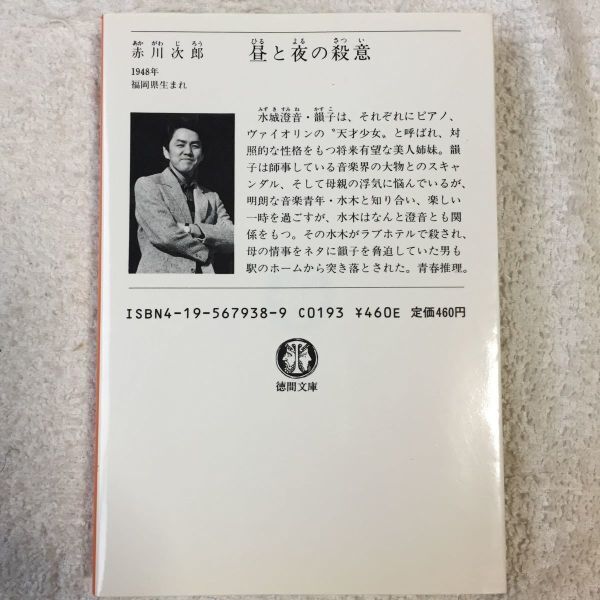 あか がわ じ ろう
赤川次郎
ひる よる さつ い
昼と夜の殺意
1948年
福岡県生まれ
みず き すみ ね かず こ
水城澄音・韻子は、それぞれにピアノ、
ヴァイオリンの〝天才少女〟と呼ばれ、対
照的な性格をもつ将来有望な美人姉妹。韻
子は師事している音楽界の大物とのスキャ
ンダル、そして母親の浮気に悩んでいるが、
明朗な音楽青年・水木と知り合い、楽しい
一時を過ごすが、水木はなんと澄音とも関
係をもつ。その水木がラブホテルで殺され、
母の情事をネタに韻子を脅迫していた男も
駅のホームから突き落とされた。青春推理。
ISBN4-19-567938-9 C0193 ¥460E 定価460円
徳間文庫